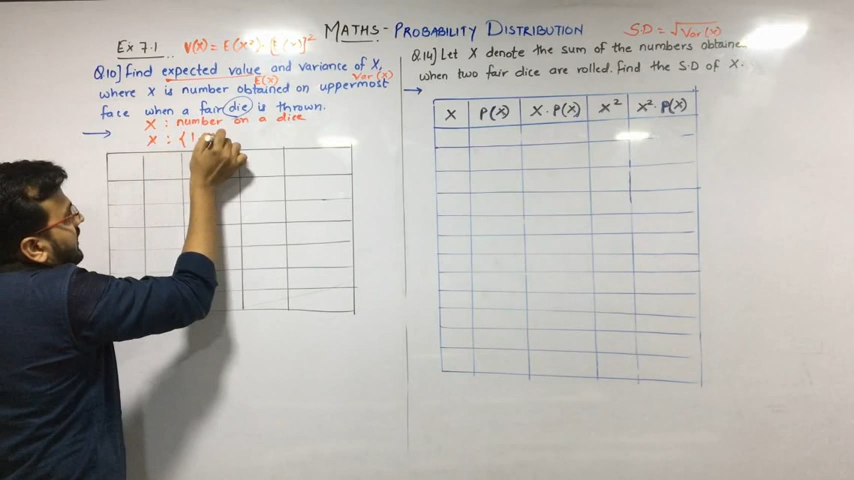 MATHS - PROBABILITY DISTRIBUTION
S.D = √Var(x)
Ex 7.1 V(x) = E(x²) - [E(x)]²
Q.10] Find expected value and variance of X,
E(x) Var(x)
where X is number obtained on uppermost
face when a fair die is thrown.
X : number on a dice
X : {1
Q.14] Let X denote the sum of the numbers obtaine
when two fair dice are rolled. Find the S.D of X.
X P(X) X · P(X) X² X² · P(X)